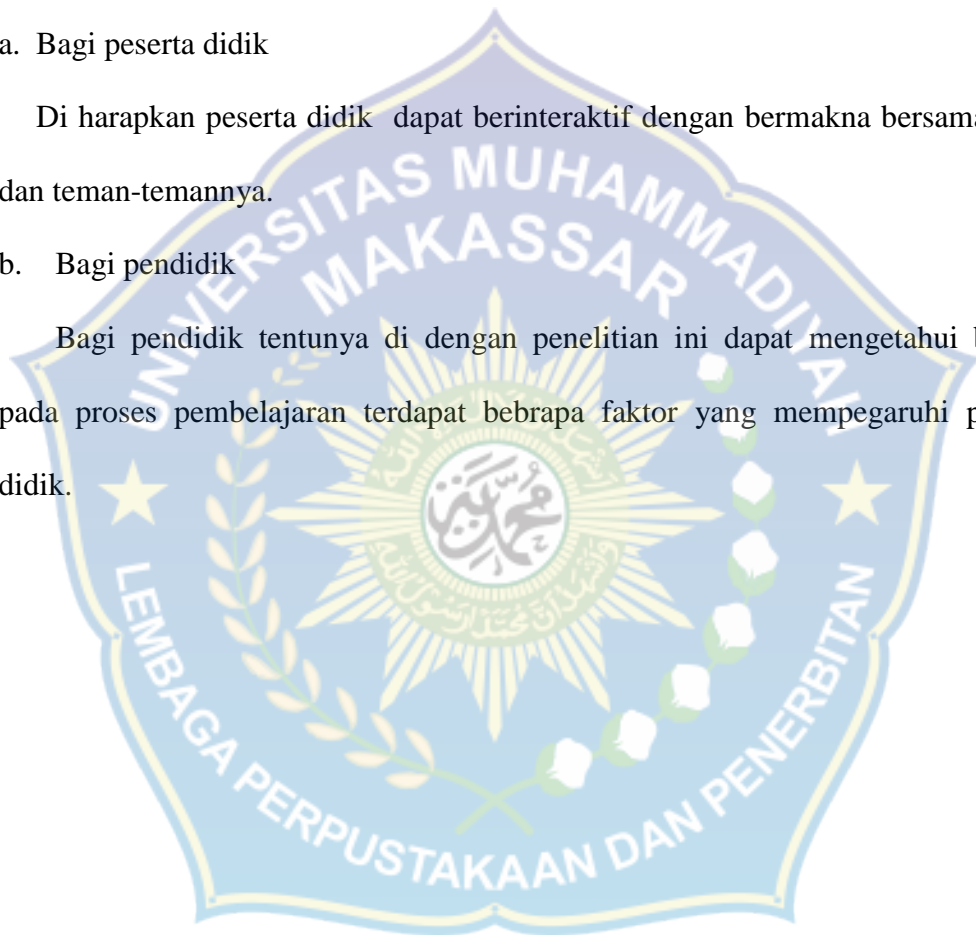 a. Bagi peserta didik
Di harapkan peserta didik dapat berinteraktif dengan bermakna bersama
dan teman-temannya.
b. Bagi pendidik
Bagi pendidik tentunya di dengan penelitian ini dapat mengetahui
pada proses pembelajaran terdapat bebrapa faktor yang mempegaruhi
didik.
UNIVERSITAS MUHAMMADIYAH
MAKASSAR
LEMBAGA PERPUSTAKAAN DAN PENERBITAN